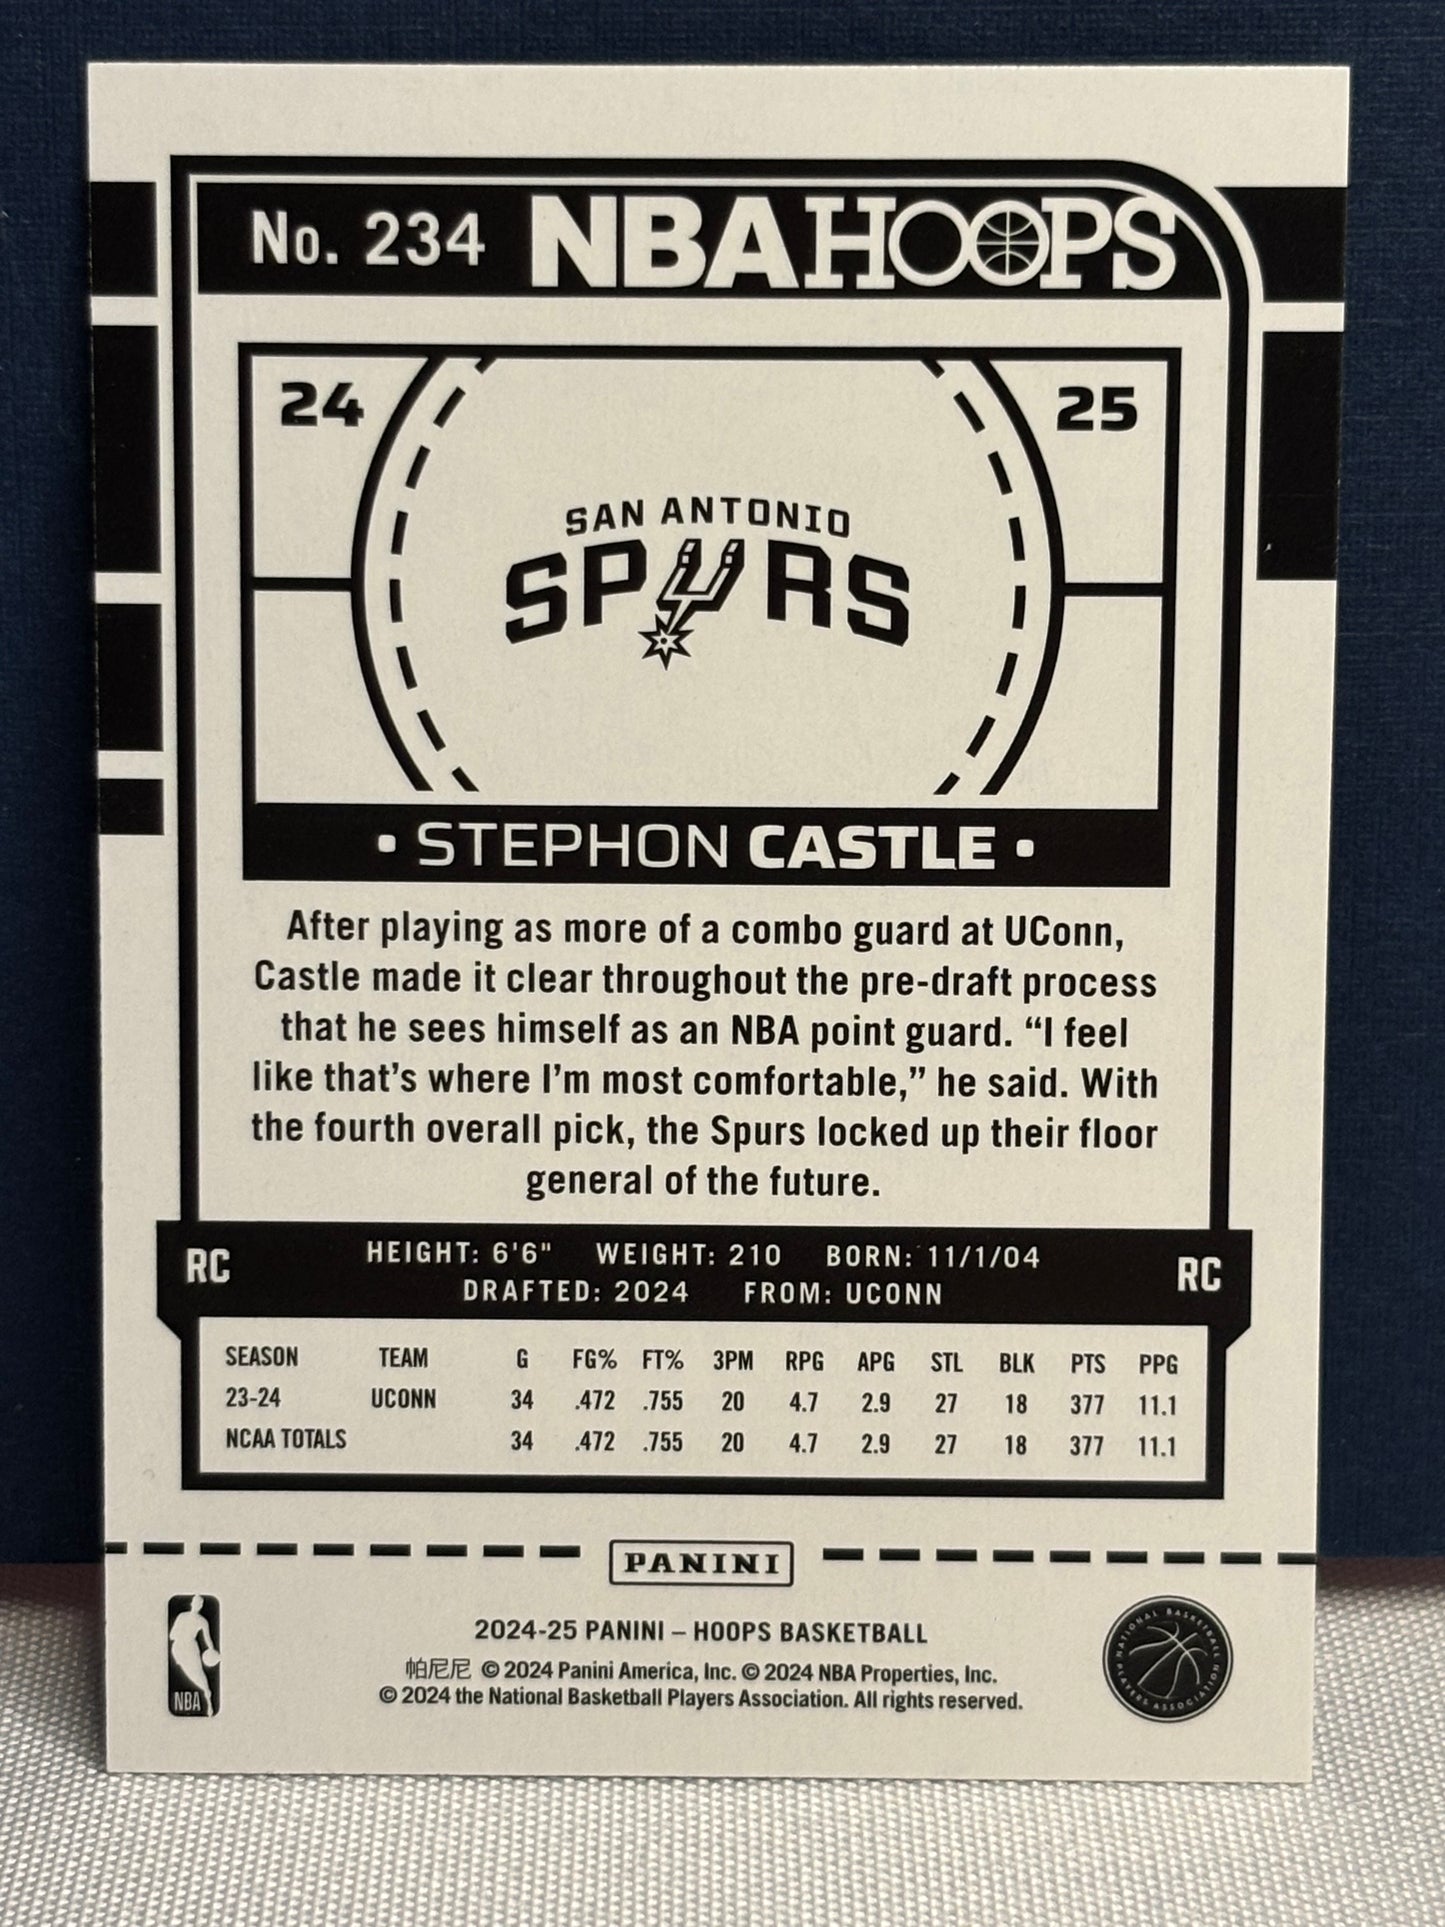 No. 234 NBA HOOPS
24 25
SAN ANTONIO
SPURS
• STEPHON CASTLE •
After playing as more of a combo guard at UConn,
Castle made it clear throughout the pre-draft process
that he sees himself as an NBA point guard. “I feel
like that’s where I’m most comfortable,” he said. With
the fourth overall pick, the Spurs locked up their floor
general of the future.
RC HEIGHT: 6'6" WEIGHT: 210 BORN: 11/1/04 RC
DRAFTED: 2024 FROM: UCONN
SEASON TEAM G FG% FT% 3PM RPG APG STL BLK PTS PPG
23-24 UCONN 34 .472 .755 20 4.7 2.9 27 18 377 11.1
NCAA TOTALS 34 .472 .755 20 4.7 2.9 27 18 377 11.1
PANINI
2024-25 PANINI – HOOPS BASKETBALL
帕尼尼 © 2024 Panini America, Inc. © 2024 NBA Properties, Inc.
© 2024 the National Basketball Players Association. All rights reserved.
NBA
NATIONAL BASKETBALL PLAYERS ASSOCIATION